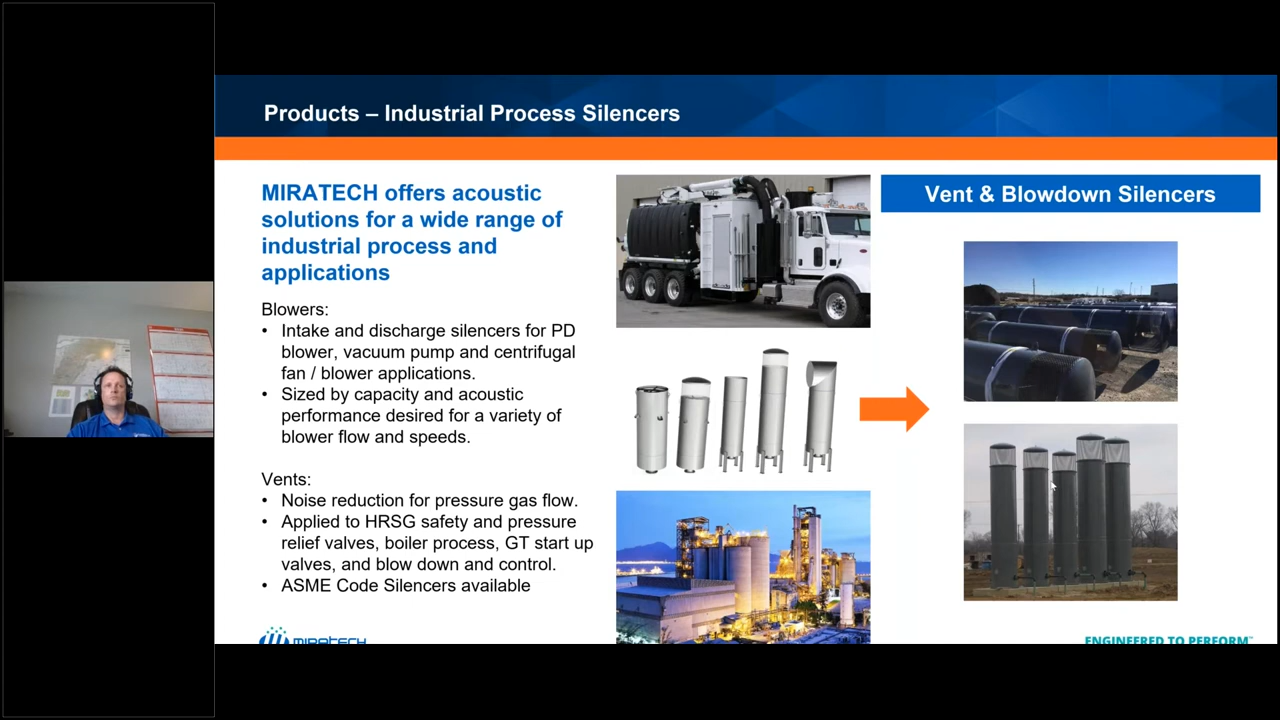 Products – Industrial Process Silencers
MIRATECH offers acoustic
solutions for a wide range of
industrial process and
applications
Blowers:
• Intake and discharge silencers for PD
blower, vacuum pump and centrifugal
fan / blower applications.
• Sized by capacity and acoustic
performance desired for a variety of
blower flow and speeds.
Vents:
• Noise reduction for pressure gas flow.
• Applied to HRSG safety and pressure
relief valves, boiler process, GT start up
valves, and blow down and control.
• ASME Code Silencers available
Vent & Blowdown Silencers
MIRATECH
ENGINEERED TO PERFORM™